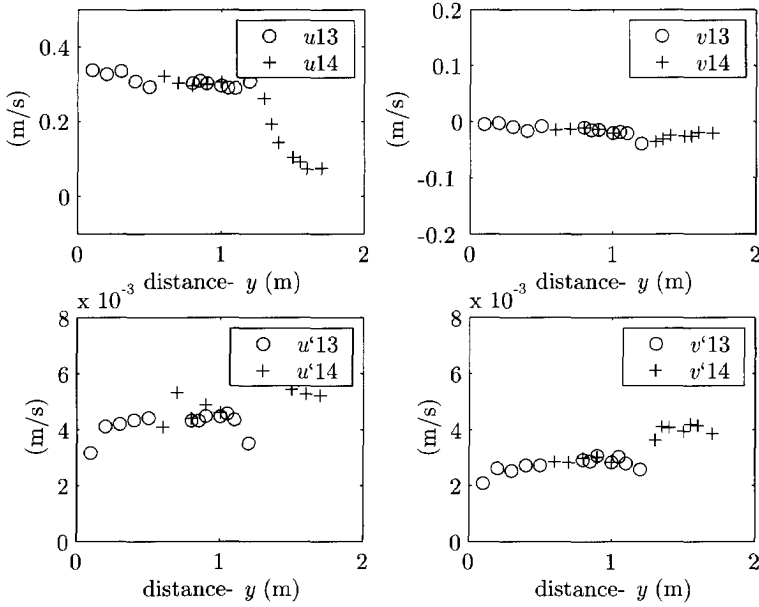 0.4
0.2
0
(m/s)
u13
u14
0
1
2
distance- y (m)
0.2
0.1
0
-0.1
-0.2
(m/s)
v13
v14
0
1
2
distance- y (m)
x 10-3
8
6
4
2
0
(m/s)
u‘13
u‘14
0
1
2
distance- y (m)
x 10-3
8
6
4
2
0
(m/s)
v‘13
v‘14
0
1
2
distance- y (m)